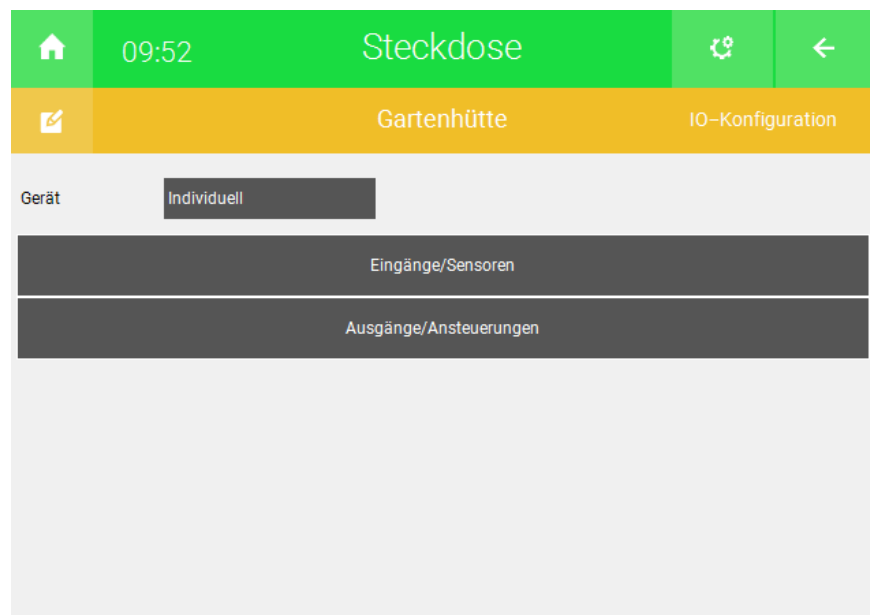 09:52 Steckdose
Gartenhütte IO-Konfiguration
Gerät Individuell
Eingänge/Sensoren
Ausgänge/Ansteuerungen